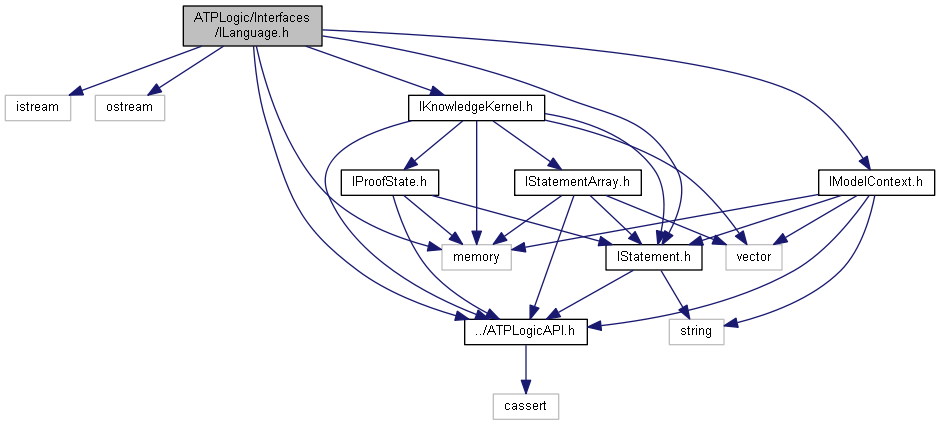 ATPLogic/Interfaces
/ILanguage.h
istream
ostream
IKnowledgeKernel.h
IProofState.h
IStatementArray.h
IModelContext.h
memory
IStatement.h
vector
../ATPLogicAPI.h
string
cassert